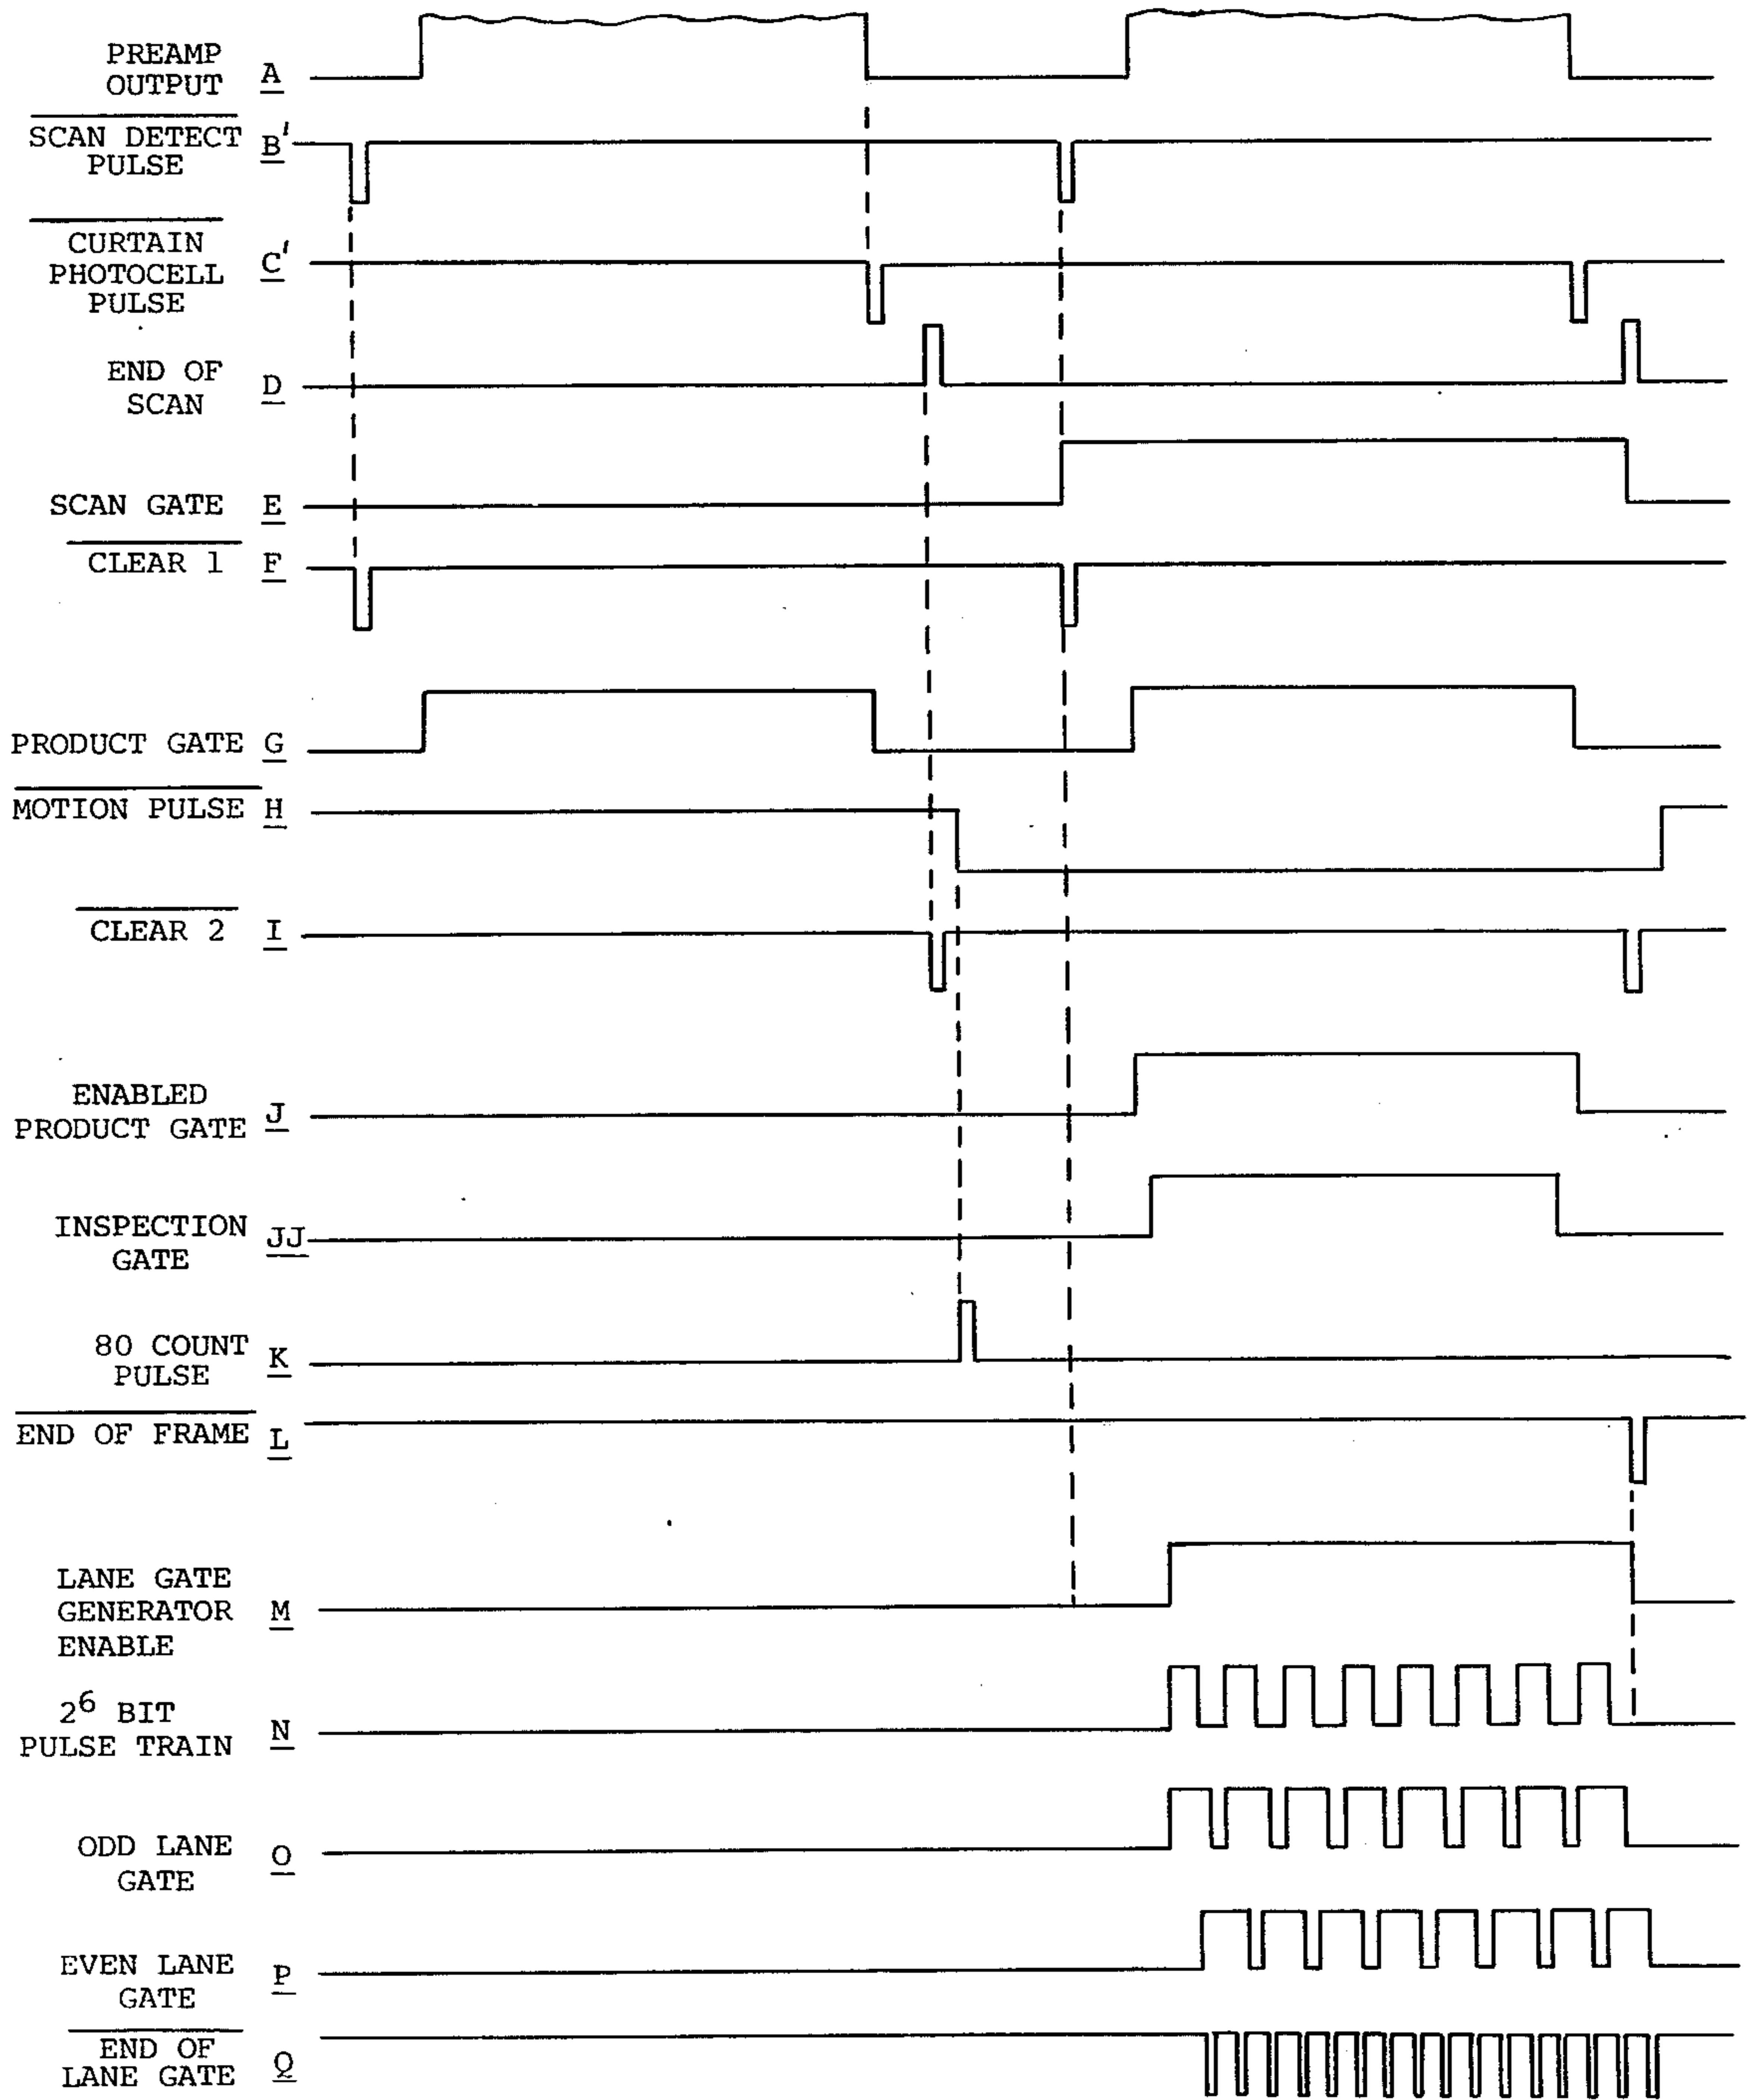 PREAMP
OUTPUT A
SCAN DETECT
PULSE B'
CURTAIN
PHOTOCELL
PULSE C'
END OF
SCAN D
SCAN GATE E
CLEAR 1 F
PRODUCT GATE G
MOTION PULSE H
CLEAR 2 I
ENABLED
PRODUCT GATE J
INSPECTION
GATE JJ
80 COUNT
PULSE K
END OF FRAME L
LANE GATE
GENERATOR
ENABLE M
2⁶ BIT
PULSE TRAIN N
ODD LANE
GATE O
EVEN LANE
GATE P
END OF
LANE GATE Q